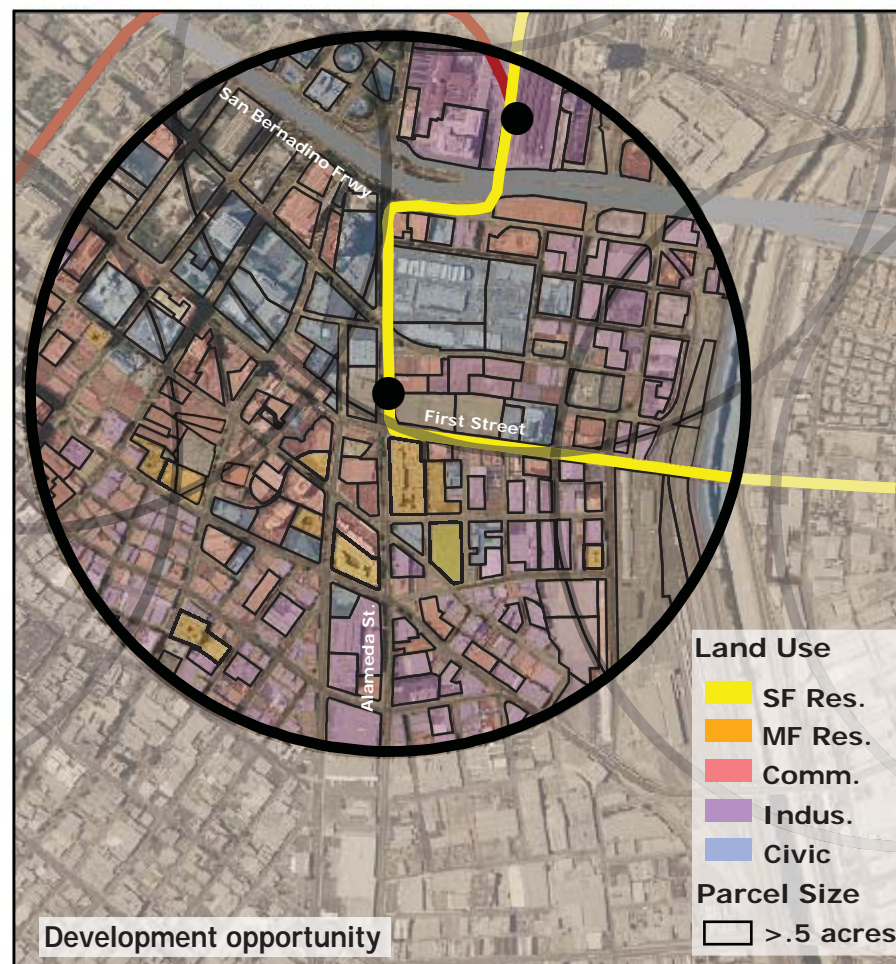 San Bernadino Frwy
First Street
Alameda St.
Land Use
SF Res.
MF Res.
Comm.
Indus.
Civic
Parcel Size
>.5 acres
Development opportunity